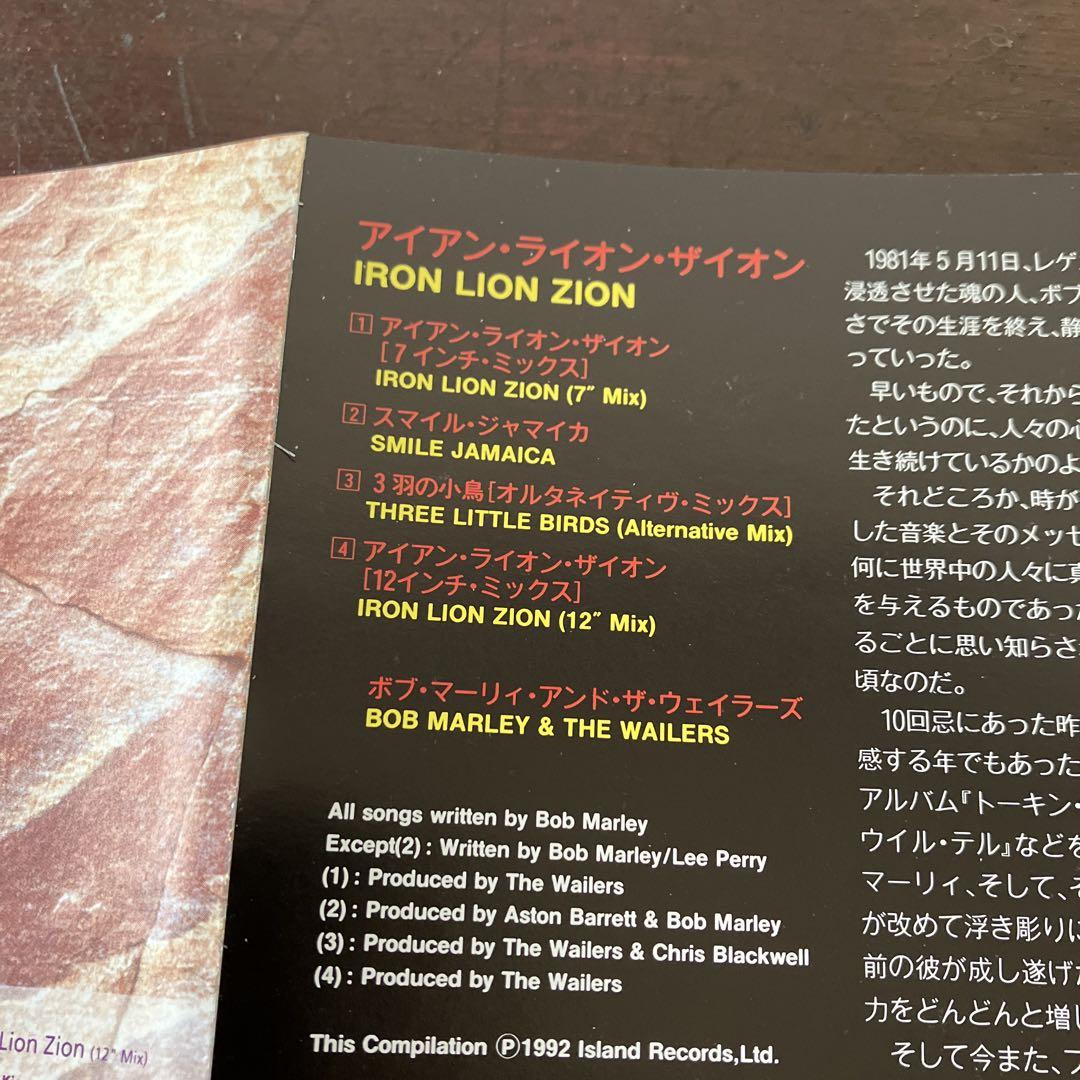 アイアン・ライオン・ザイオン
IRON LION ZION
1 アイアン・ライオン・ザイオン
[7インチ・ミックス]
IRON LION ZION (7" Mix)
2 スマイル・ジャマイカ
SMILE JAMAICA
3 3羽の小鳥[オルタネイティヴ・ミックス]
THREE LITTLE BIRDS (Alternative Mix)
4 アイアン・ライオン・ザイオン
[12インチ・ミックス]
IRON LION ZION (12" Mix)
ボブ・マーリィ・アンド・ザ・ウェイラーズ
BOB MARLEY & THE WAILERS
All songs written by Bob Marley
Except(2) : Written by Bob Marley/Lee Perry
(1) : Produced by The Wailers
(2) : Produced by Aston Barrett & Bob Marley
(3) : Produced by The Wailers & Chris Blackwell
(4) : Produced by The Wailers
This Compilation Ⓟ1992 Island Records,Ltd.
1981年5月11日、レゲ
浸透させた魂の人、ボブ
さでその生涯を終え、静
っていった。
早いもので、それから
たというのに、人々の心
生き続けているかのよ
それどころか、時が
した音楽とそのメッセ
何に世界中の人々に真
を与えるものであった
るごとに思い知らさ
頃なのだ。
10回忌にあった昨
感する年でもあった
アルバム『トーキン・
ウイル・テル』などを
マーリィ、そして、そ
が改めて浮き彫りに
前の彼が成し遂げた
力をどんどんと増し
そして今また、フ
Lion Zion (12" Mix)